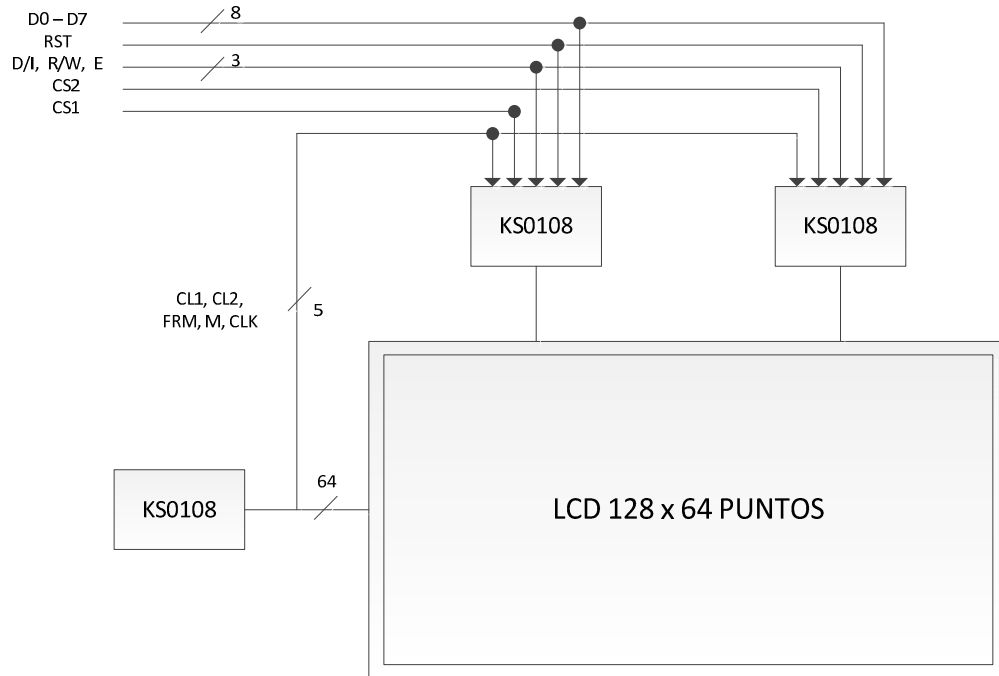 D0 – D7
8
RST
D/I, R/W, E
3
CS2
CS1
KS0108
KS0108
CL1, CL2,
FRM, M, CLK
5
KS0108
64
LCD 128 x 64 PUNTOS